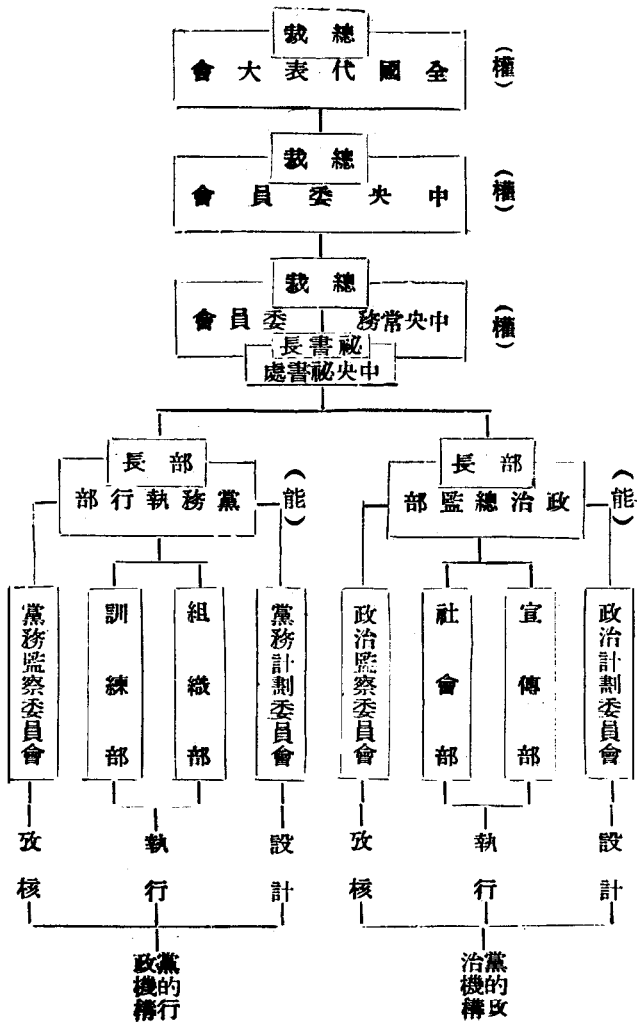 總裁
全國代表大會
（權）
總裁
中央委員會
（權）
總裁
中央常務委員會
（權）
祕書長
中央祕書處
部長
政治總監部
（能）
部長
黨務執行部
（能）
政治計劃委員會
宣傳部
社會部
政治監察委員會
黨務計劃委員會
組織部
訓練部
黨務監察委員會
設計
執行
攷核
設計
執行
攷核
黨的政
治機構
黨的行
政機構